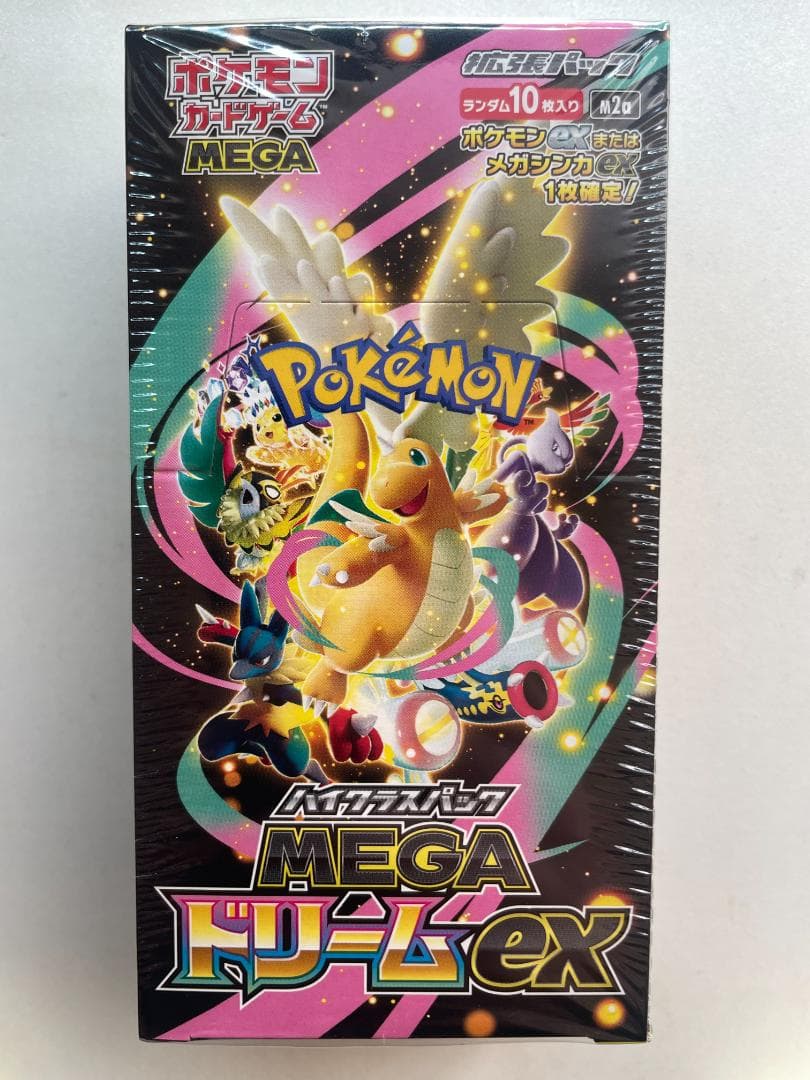 ポケモン
カードゲーム™
MEGA
拡張パック
ランダム10枚入り M2a
ポケモンexまたは
メガシンカex
1枚確定!
POKÉMON™
ハイクラスパック
MEGA
ドリームex